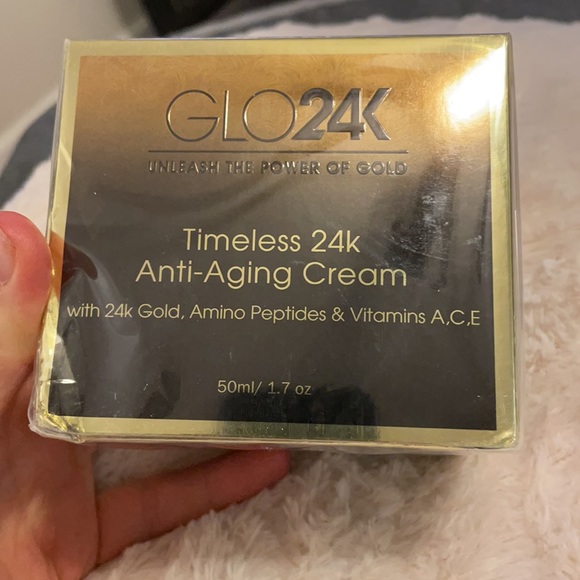 GLO24K
UNLEASH THE POWER OF GOLD
Timeless 24k
Anti-Aging Cream
with 24k Gold, Amino Peptides & Vitamins A,C,E
50ml/ 1.7 oz